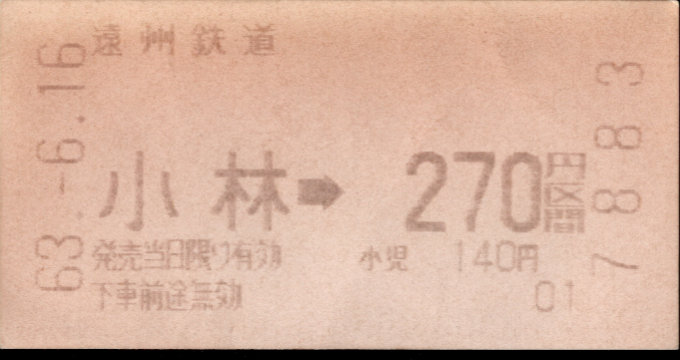 遠州鉄道
63.-6.16
小林➡270円区間
発売当日限り有効 小児 140円
下車前途無効 01
7883